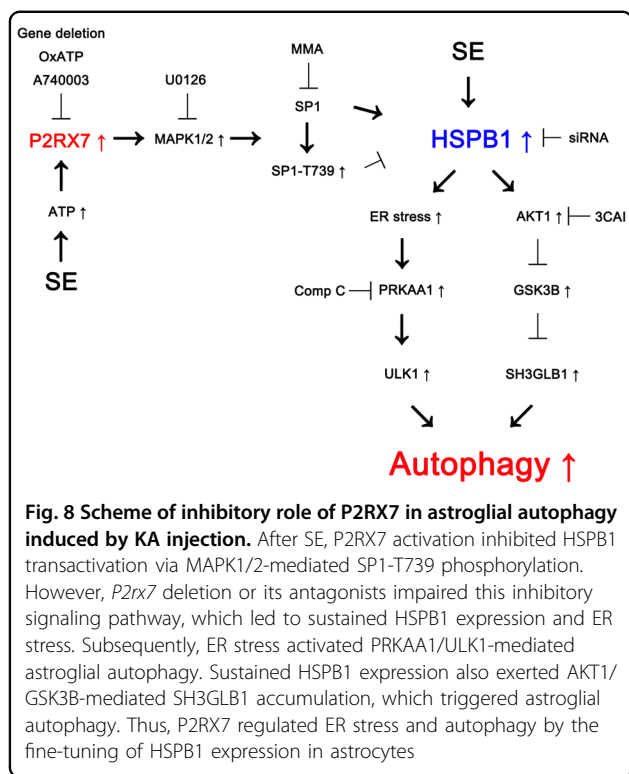 Gene deletion
OxATP
A740003
U0126
MMA
SE
SP1
P2RX7 ↑
MAPK1/2 ↑
SP1-T739 ↑
HSPB1 ↑
siRNA
ATP ↑
SE
ER stress ↑
AKT1 ↑
3CAI
Comp C
PRKAA1 ↑
GSK3B ↑
ULK1 ↑
SH3GLB1 ↑
Autophagy ↑
Fig. 8 Scheme of inhibitory role of P2RX7 in astroglial autophagy
induced by KA injection. After SE, P2RX7 activation inhibited HSPB1
transactivation via MAPK1/2-mediated SP1-T739 phosphorylation.
However, P2rx7 deletion or its antagonists impaired this inhibitory
signaling pathway, which led to sustained HSPB1 expression and ER
stress. Subsequently, ER stress activated PRKAA1/ULK1-mediated
astroglial autophagy. Sustained HSPB1 expression also exerted AKT1/
GSK3B-mediated SH3GLB1 accumulation, which triggered astroglial
autophagy. Thus, P2RX7 regulated ER stress and autophagy by the
fine-tuning of HSPB1 expression in astrocytes